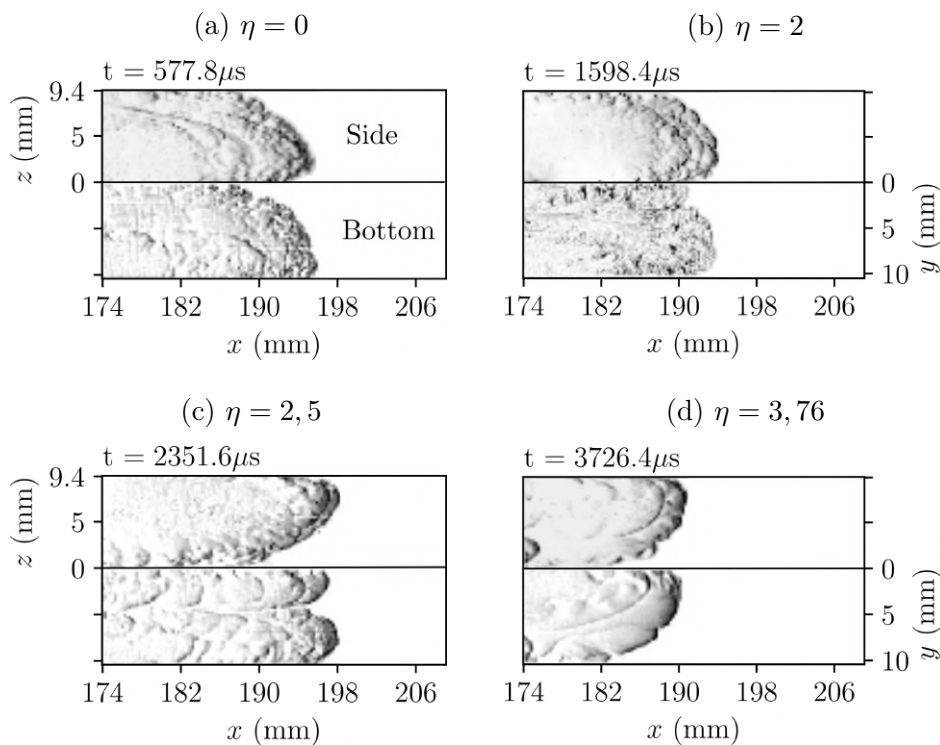 (a) η = 0
(b) η = 2
t = 577.8μs
t = 1598.4μs
9.4
5
0
z (mm)
Side
Bottom
0
5
10
y (mm)
174 182 190 198 206
174 182 190 198 206
x (mm)
x (mm)
(c) η = 2, 5
(d) η = 3, 76
t = 2351.6μs
t = 3726.4μs
9.4
5
0
z (mm)
0
5
10
y (mm)
174 182 190 198 206
174 182 190 198 206
x (mm)
x (mm)